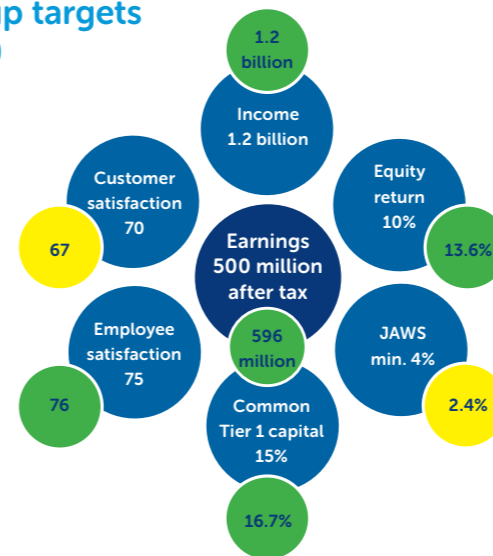 targets
1.2
billion
Income
1.2 billion
Customer
satisfaction
70
67
Equity
return
10%
13.6%
Earnings
500 million
after tax
596
million
Employee
satisfaction
75
76
JAWS
min. 4%
2.4%
Common
Tier 1 capital
15%
16.7%